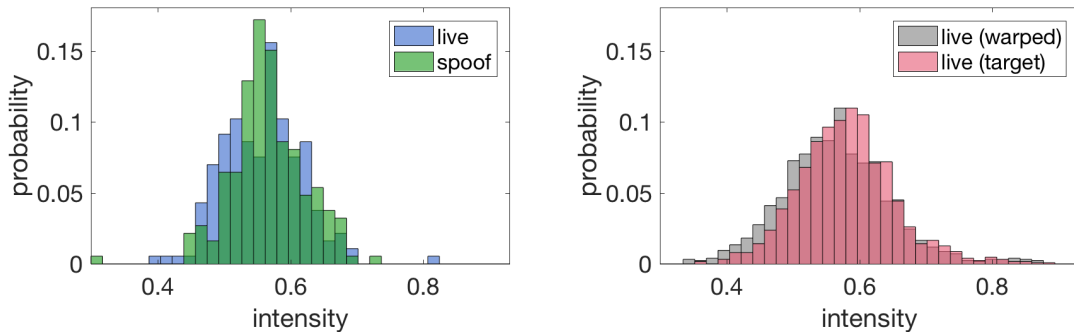 probability
0.15
0.1
0.05
0
0.4
0.6
0.8
intensity
live
spoof
probability
0.15
0.1
0.05
0
0.4
0.6
0.8
intensity
live (warped)
live (target)